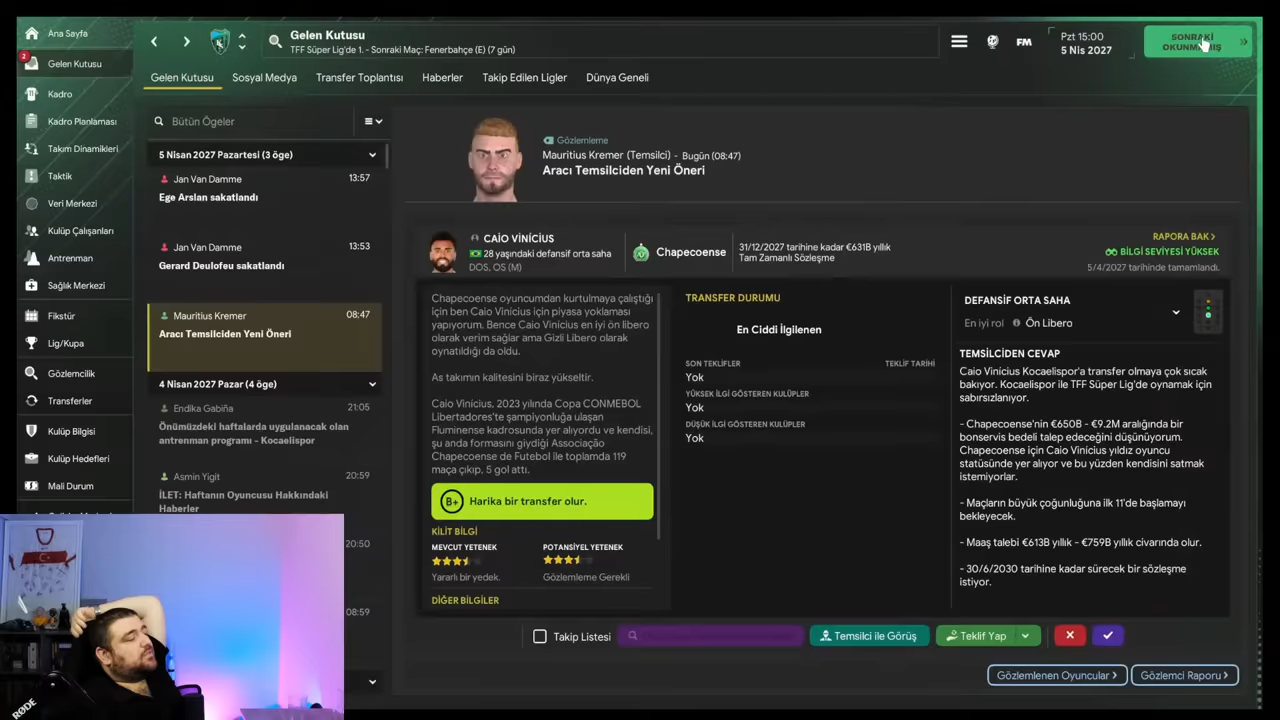 Ana Sayfa
2
Gelen Kutusu
Kadro
Kadro Planlaması
Takım Dinamikleri
Taktik
Veri Merkezi
Kulüp Çalışanları
Antrenman
Sağlık Merkezi
Fikstür
Lig/Kupa
Gözlemcilik
Transferler
Kulüp Bilgisi
Kulüp Hedefleri
Mali Durum
Gelen Kutusu
TFF Süper Lig'de 1. - Sonraki Maç: Fenerbahçe (E) (7 gün)
FM
Pzt 15:00
5 Nis 2027
SONRAKİ
Gelen Kutusu
Sosyal Medya
Transfer Toplantısı
Haberler
Takip Edilen Ligler
Dünya Geneli
Bütün Ögeler
5 Nisan 2027 Pazartesi (3 öge)
Jan Van Damme 13:57
Ege Arslan sakatlandı
Jan Van Damme 13:53
Gerard Deulofeu sakatlandı
Mauritius Kremer 08:47
Aracı Temsilciden Yeni Öneri
4 Nisan 2027 Pazar (4 öge)
Endika Gabiña 21:05
Önümüzdeki haftalarda uygulanacak olan
antrenman programı - Kocaelispor
Asmin Yigit 20:59
İLET: Haftanın Oyuncusu Hakkındaki
Haberler
20:50
08:59
Gözlemleme
Mauritius Kremer (Temsilci) - Bugün (08:47)
Aracı Temsilciden Yeni Öneri
CAİO VİNİCİUS
28 yaşındaki defansif orta saha
DOS, OS (M)
Chapecoense
31/12/2027 tarihine kadar €631B yıllık
Tam Zamanlı Sözleşme
RAPORA BAK >
BİLGİ SEVİYESİ YÜKSEK
5/4/2027 tarihinde tamamlandı.
Chapecoense oyuncumdan kurtulmaya çalıştığı
için ben Caio Vinicius için piyasa yoklaması
yapıyorum. Bence Caio Vinicius en iyi ön libero
olarak verim sağlar ama Gizli Libero olarak
oynatıldığı da oldu.
As takımın kalitesini biraz yükseltir.
Caio Vinicius, 2023 yılında Copa CONMEBOL
Libertadores'te şampiyonluğa ulaşan
Fluminense kadrosunda yer alıyordu ve kendisi,
şu anda formasını giydiği Associação
Chapecoense de Futebol ile toplamda 119
maça çıkıp, 5 gol attı.
B+ Harika bir transfer olur.
KİLİT BİLGİ
MEVCUT YETENEK
POTANSİYEL YETENEK
Yararlı bir yedek.
Gözlemleme Gerekli
DİĞER BİLGİLER
TRANSFER DURUMU
En Ciddi İlgilenen
SON TEKLİFLER
TEKLİF TARİHİ
Yok
YÜKSEK İLGİ GÖSTEREN KULÜPLER
Yok
DÜŞÜK İLGİ GÖSTEREN KULÜPLER
Yok
DEFANSİF ORTA SAHA
En iyi rol Ön Libero
TEMSİLCİDEN CEVAP
Caio Vinícius Kocaelispor'a transfer olmaya çok sıcak
bakıyor. Kocaelispor ile TFF Süper Lig'de oynamak için
sabırsızlanıyor.
- Chapecoense'nin €650B - €9.2M aralığında bir
bonservis bedeli talep edeceğini düşünüyorum.
Chapecoense için Caio Vinícius yıldız oyuncu
statüsünde yer alıyor ve bu yüzden kendisini satmak
istemiyorlar.
- Maçların büyük çoğunluğuna ilk 11'de başlamayı
bekleyecek.
- Maaş talebi €613B yıllık - €759B yıllık civarında olur.
- 30/6/2030 tarihine kadar sürecek bir sözleşme
istiyor.
Takip Listesi
Temsilci ile Görüş
Teklif Yap
Gözlemlenen Oyuncular >
Gözlemci Raporu >
RØDE